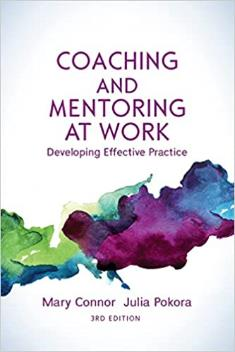 COACHING
AND
MENTORING
AT WORK
Developing Effective Practice
Mary Connor Julia Pokora
3RD EDITION